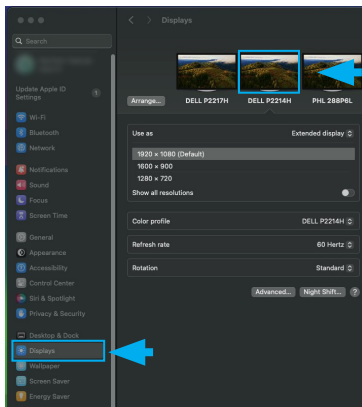 Displays
Search
Update Apple ID
Settings
1
Wi-Fi
Bluetooth
Network
Notifications
Sound
Focus
Screen Time
General
Appearance
Accessibility
Control Center
Siri & Spotlight
Privacy & Security
Desktop & Dock
Displays
Wallpaper
Screen Saver
Energy Saver
Arrange...
DELL P2217H
DELL P2214H
PHL 288P6L
Use as
Extended display
1920 × 1080 (Default)
1600 × 900
1280 × 720
Show all resolutions
Color profile
DELL P2214H
Refresh rate
60 Hertz
Rotation
Standard
Advanced...
Night Shift...
?